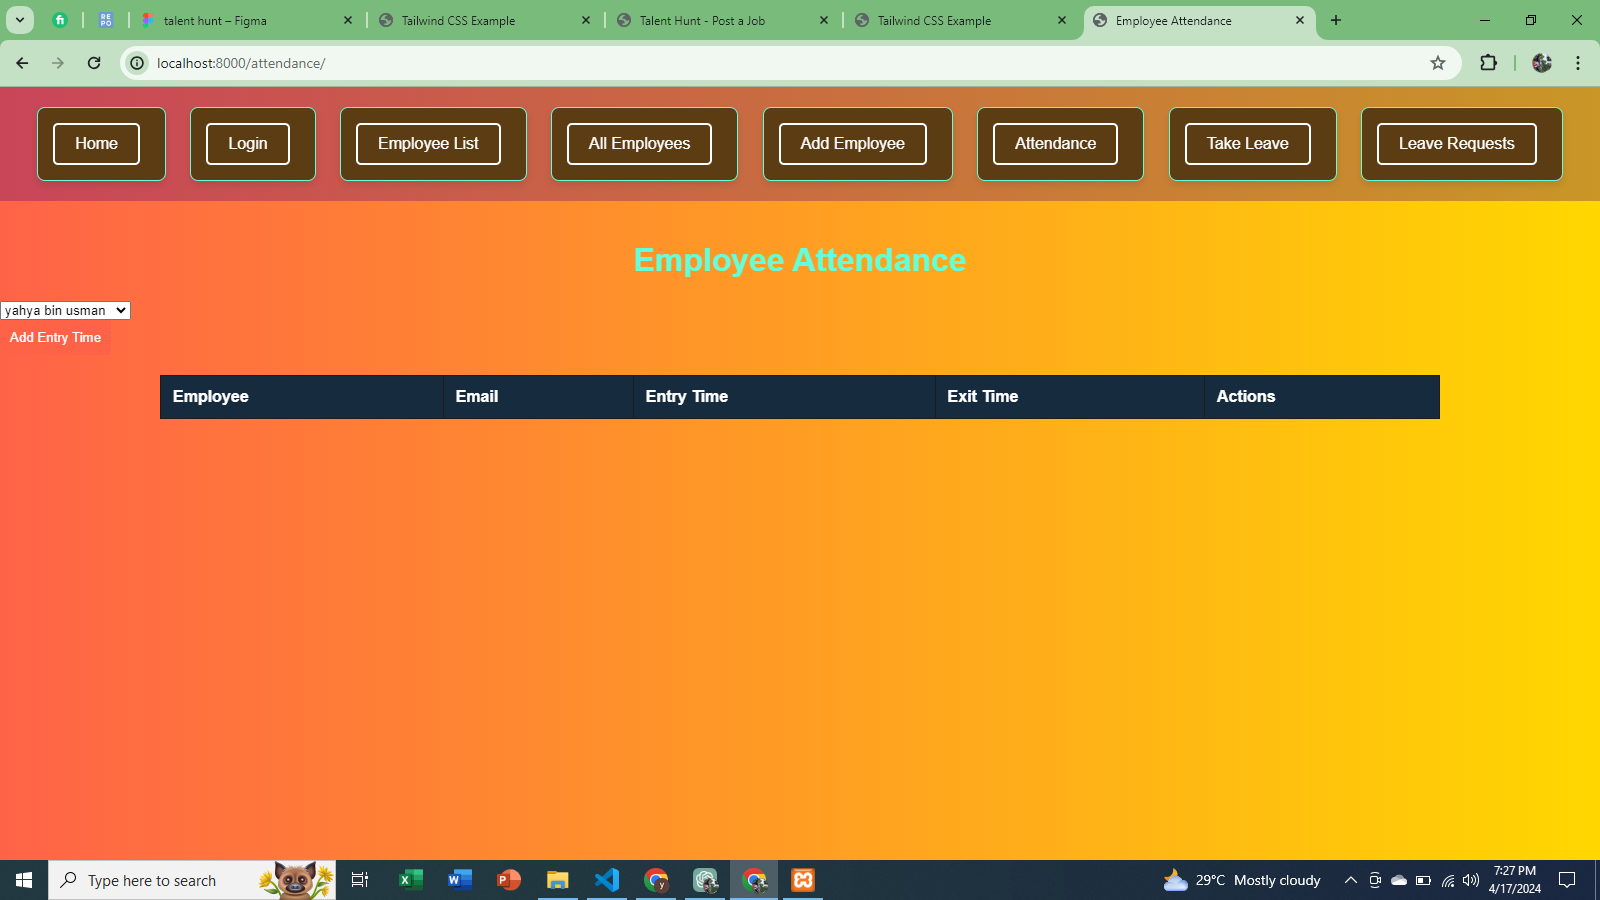 RE
PO
talent hunt – Figma
Tailwind CSS Example
Talent Hunt - Post a Job
Tailwind CSS Example
Employee Attendance
localhost:8000/attendance/
Home
Login
Employee List
All Employees
Add Employee
Attendance
Take Leave
Leave Requests
Employee Attendance
yahya bin usman
Add Entry Time
Employee Email Entry Time Exit Time Actions
Type here to search
29°C Mostly cloudy
7:27 PM
4/17/2024